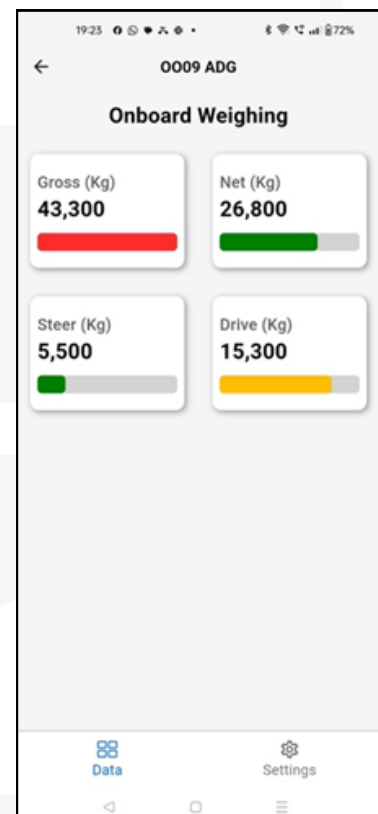 19:23
72%
OO09 ADG
Onboard Weighing
Gross (Kg)
43,300
Net (Kg)
26,800
Steer (Kg)
5,500
Drive (Kg)
15,300
Data
Settings